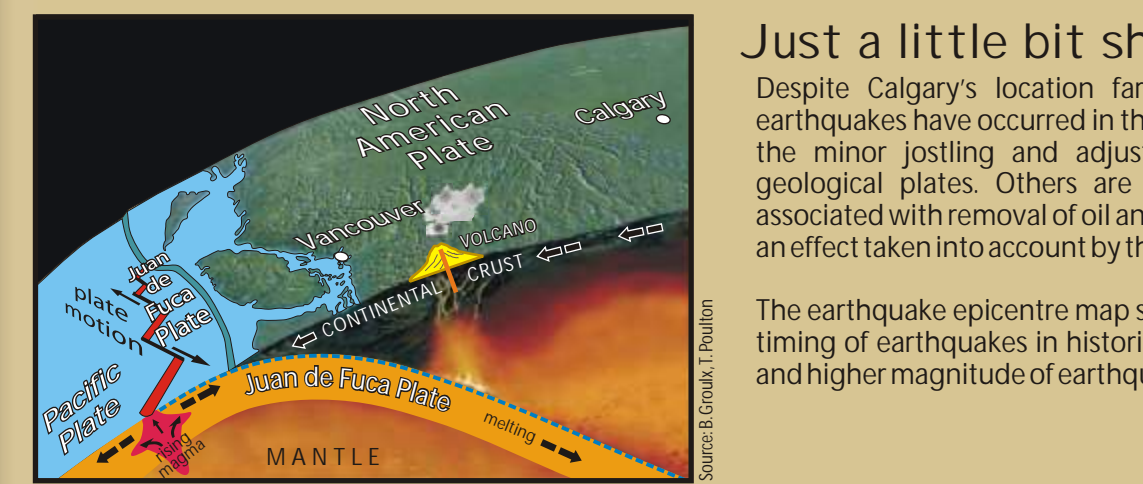 North
American
Plate
Calgary
Vancouver
VOLCANO
CONTINENTAL CRUST
Juan
de
Fuca
Plate
plate
motion
Pacific
Plate
Juan de Fuca Plate
rising
magma
melting
MANTLE
Source: B. Groulx, T. Poulton
Just a little bit sh
Despite Calgary's location far
earthquakes have occurred in th
the minor jostling and adjust
geological plates. Others are
associated with removal of oil an
an effect taken into account by th
The earthquake epicentre map s
timing of earthquakes in histori
and higher magnitude of earthqu